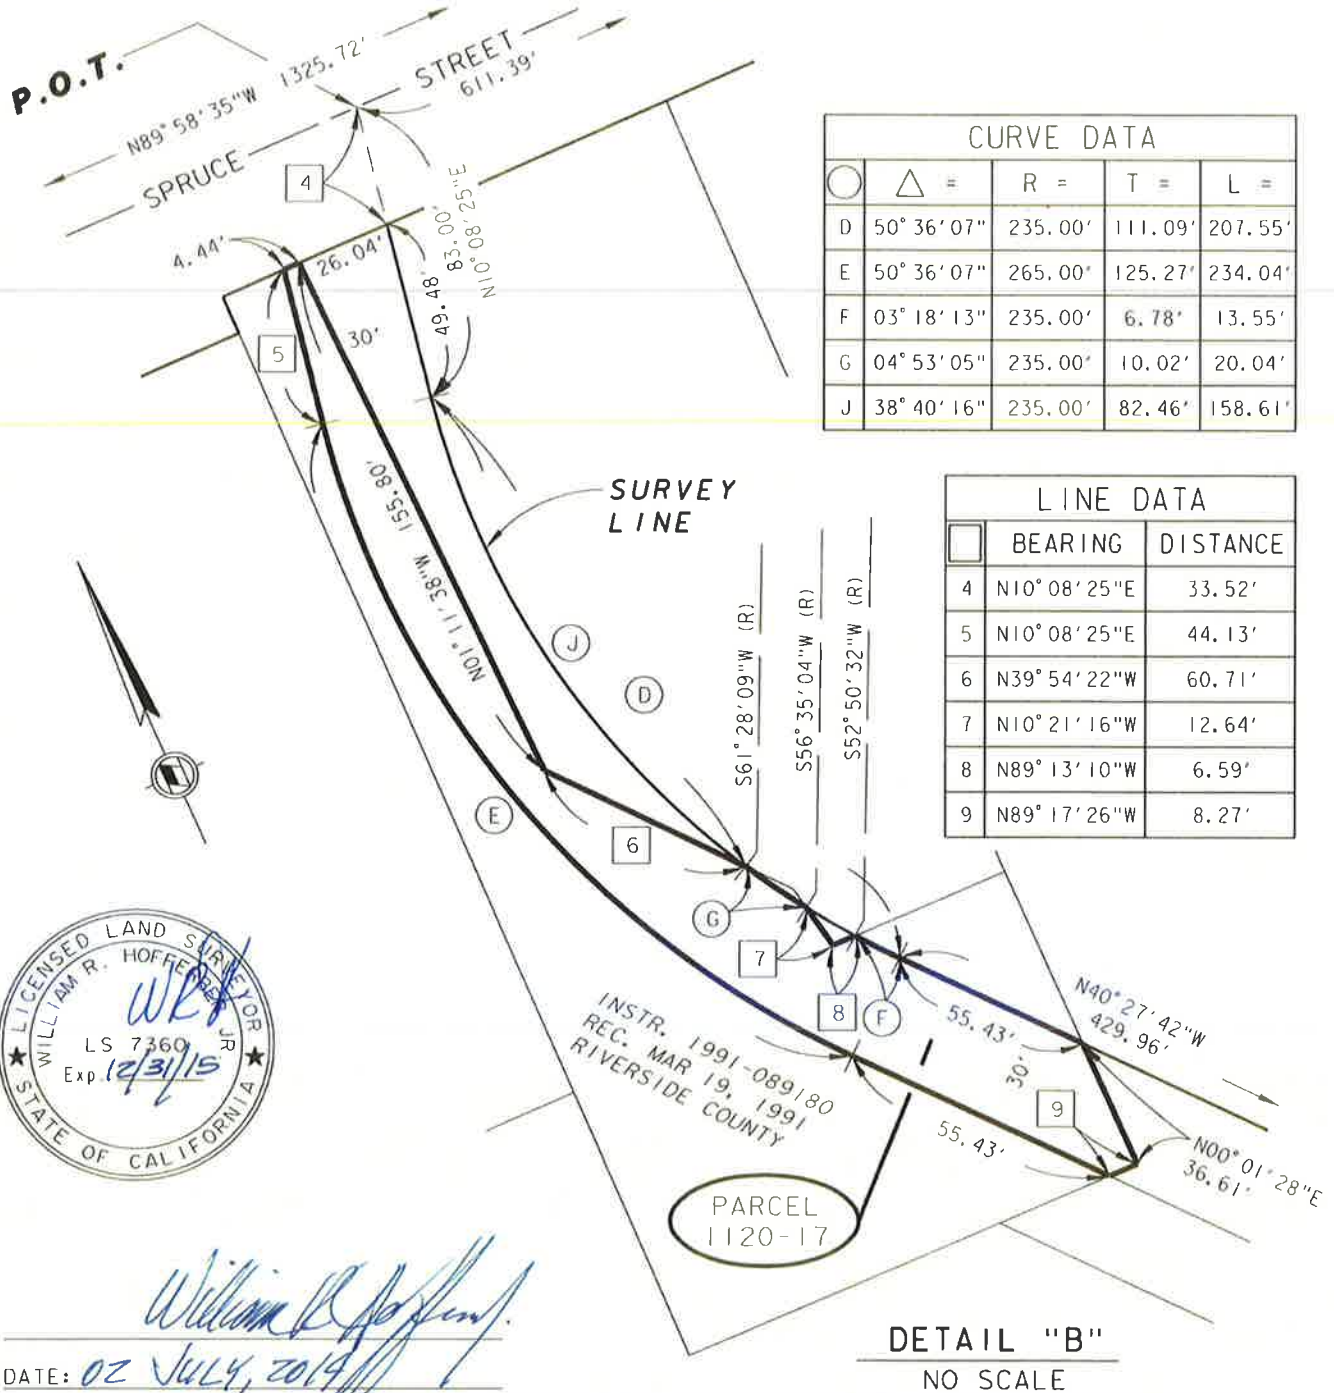 P.O.T.
N89°58'35"W 1325.72'
SPRUCE STREET
611.39'
4
N10°08'25"E
83.00'
49.48'
4.44'
26.04'
30'
5
N01°11'38"W 155.80'
SURVEY
LINE
J
D
E
6
S61°28'09"W (R)
S56°35'04"W (R)
S52°50'32"W (R)
G
7
8
F
55.43'
N40°27'42"W
429.96'
30'
9
55.43'
N00°01'28"E
36.61'
INSTR. 1991-089180
REC. MAR 19, 1991
RIVERSIDE COUNTY
PARCEL
1120-17
CURVE DATA
△ = R = T = L =
D 50°36'07" 235.00' 111.09' 207.55'
E 50°36'07" 265.00' 125.27' 234.04'
F 03°18'13" 235.00' 6.78' 13.55'
G 04°53'05" 235.00' 10.02' 20.04'
J 38°40'16" 235.00' 82.46' 158.61'
LINE DATA
BEARING DISTANCE
4 N10°08'25"E 33.52'
5 N10°08'25"E 44.13'
6 N39°54'22"W 60.71'
7 N10°21'16"W 12.64'
8 N89°13'10"W 6.59'
9 N89°17'26"W 8.27'
LICENSED LAND SURVEYOR
WILLIAM R. HOFFERBER JR
WRH
LS 7360
Exp. 12/31/15
STATE OF CALIFORNIA
DATE: 02 JULY, 2014
DETAIL "B"
NO SCALE